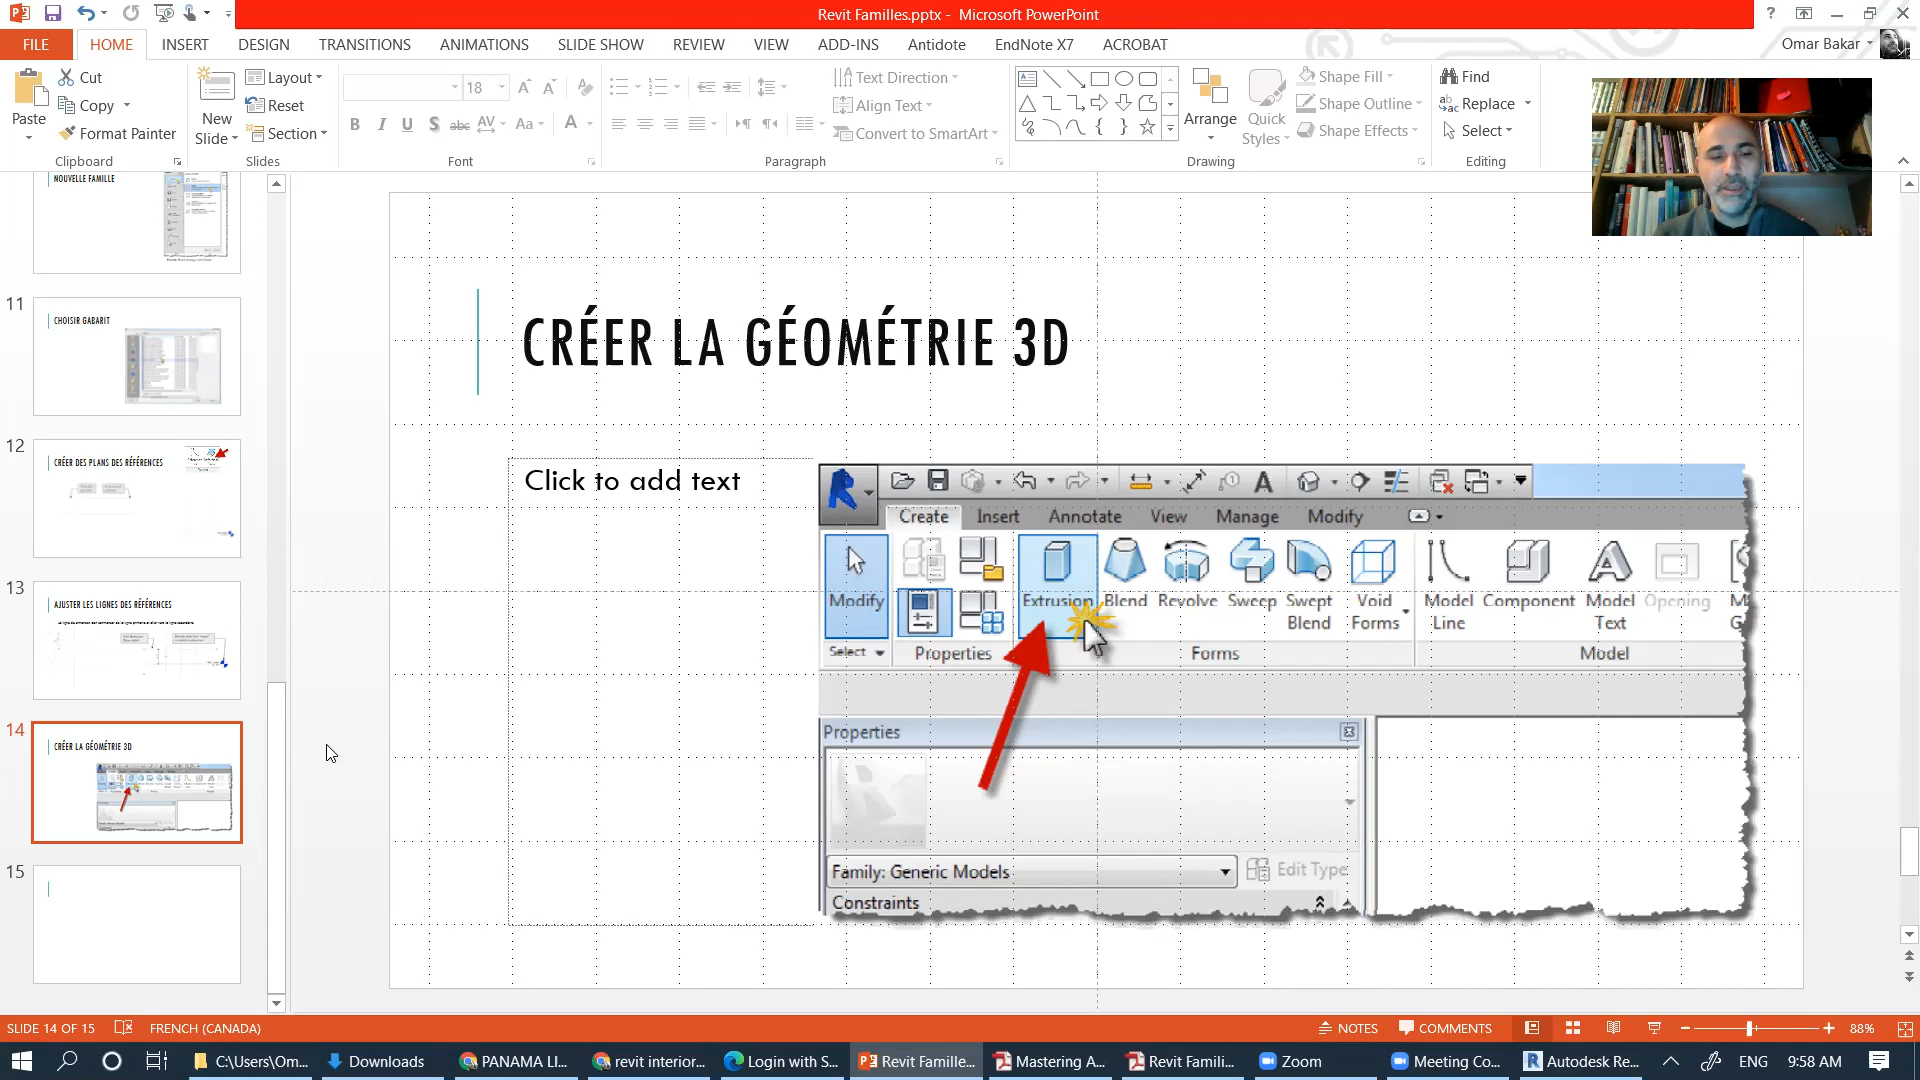 Revit Familles.pptx - Microsoft PowerPoint
?
FILE HOME INSERT DESIGN TRANSITIONS ANIMATIONS SLIDE SHOW REVIEW VIEW ADD-INS Antidote EndNote X7 ACROBAT
Omar Bakar
Paste
Cut
Copy
Format Painter
Clipboard
New
Slide
Layout
Reset
Section
Slides
18
Font
Text Direction
Align Text
Convert to SmartArt
Paragraph
Arrange
Quick
Styles
Shape Fill
Shape Outline
Shape Effects
Drawing
Find
Replace
Select
Editing
NOUVELLE FAMILLE
11
CHOISIR GABARIT
12
CRÉER DES PLANS DES RÉFÉRENCES
13
AJUSTER LES LIGNES DES RÉFÉRENCES
14
CRÉER LA GÉOMÉTRIE 3D
15
CRÉER LA GÉOMÉTRIE 3D
Click to add text
Create Insert Annotate View Manage Modify
Modify
Extrusion Blend Revolve Sweep Swept
Blend
Void
Forms
Model
Line
Component
Model
Text
Opening
Select
Properties
Forms
Model
Properties
Family: Generic Models
Edit Type
Constraints
SLIDE 14 OF 15
FRENCH (CANADA)
NOTES
COMMENTS
88%
C:\Users\Om...
Downloads
PANAMA LI...
revit interior...
Login with S...
Revit Famille...
Mastering A...
Revit Famili...
Zoom
Meeting Co...
Autodesk Re...
ENG
9:58 AM